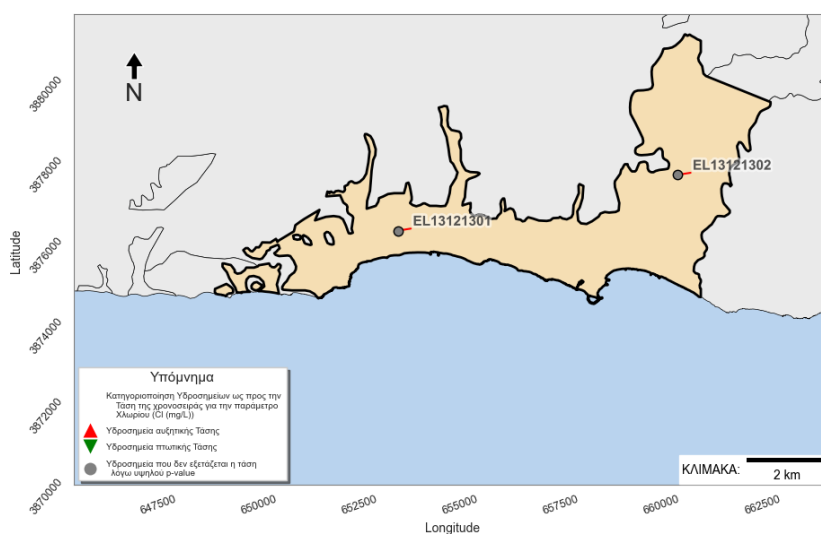 3880000
3878000
3876000
3874000
3872000
3870000
Latitude
N
EL13121302
EL13121301
Υπόμνημα
Κατηγοριοποίηση Υδροσημείων ως προς την
Τάση της χρονοσειράς για την παράμετρο
Χλωρίου (Cl (mg/L))
Υδροσημεία αυξητικής Τάσης
Υδροσημεία πτωτικής Τάσης
Υδροσημεία που δεν εξετάζεται η τάση
λόγω υψηλού p-value
ΚΛΙΜΑΚΑ:
2 km
647500
650000
652500
655000
657500
660000
662500
Longitude